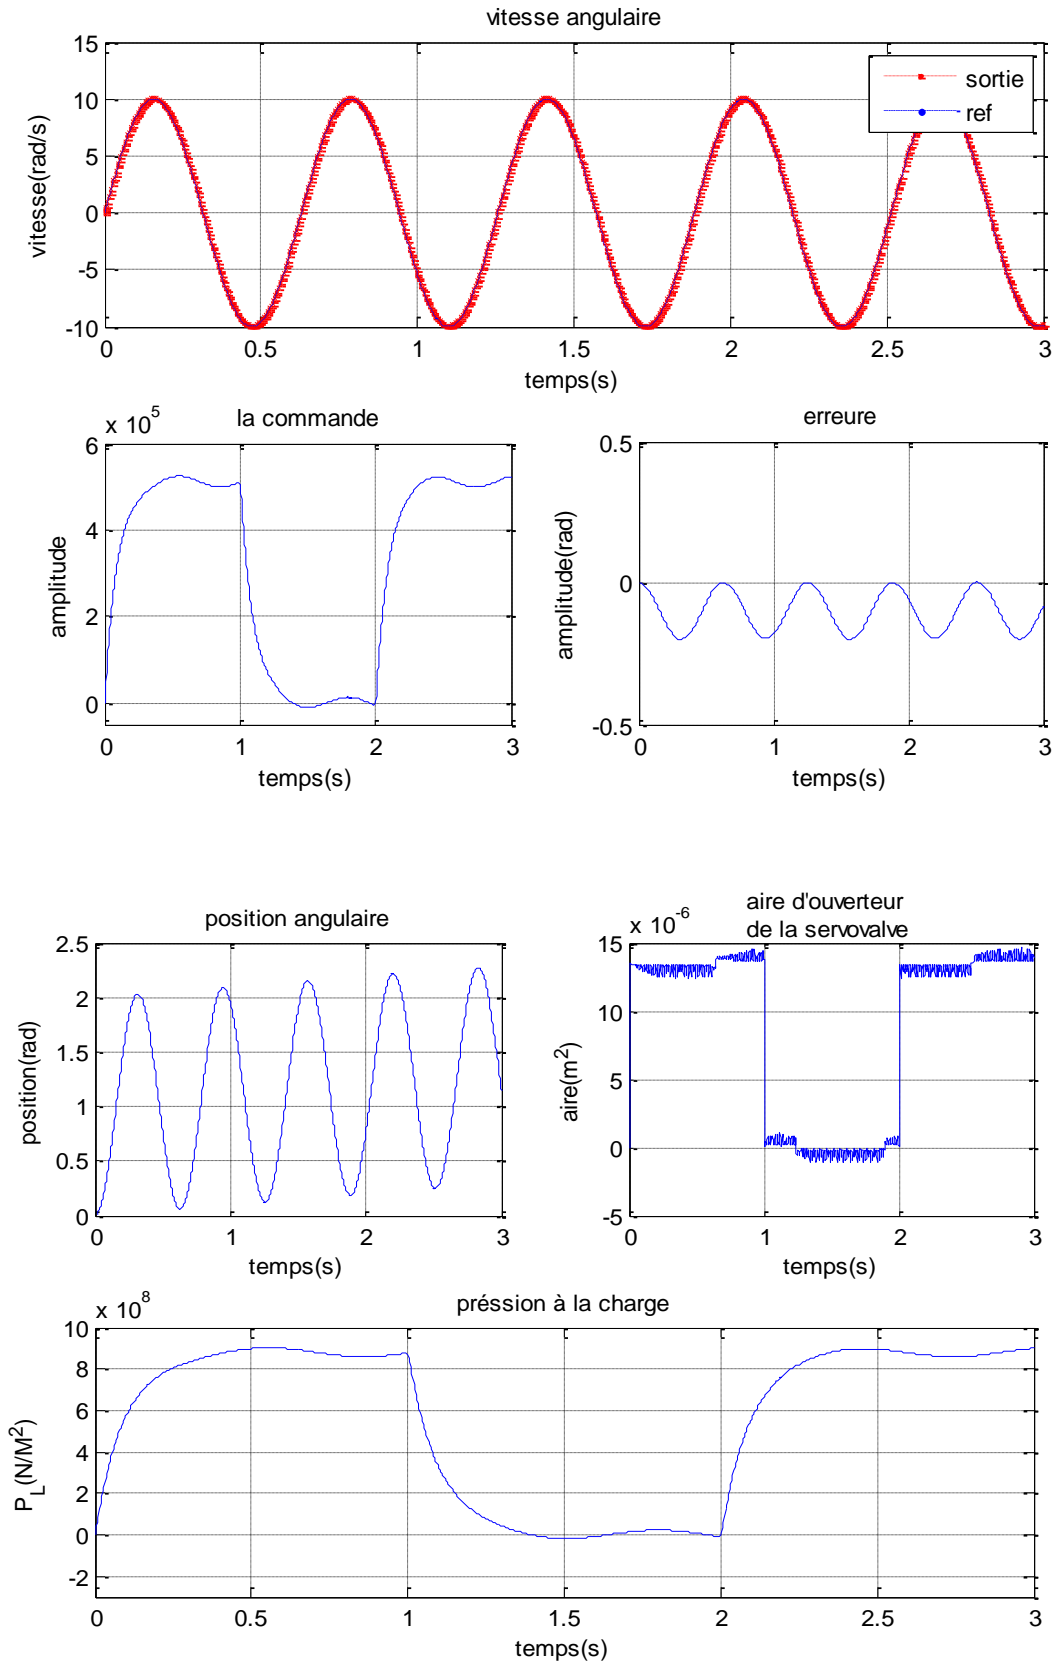 vitesse angulaire
15
10
5
0
-5
-10
vitesse(rad/s)
sortie
ref
0 0.5 1 1.5 2 2.5 3
temps(s)
x 10^5
la commande
6
4
2
0
amplitude
0 1 2 3
temps(s)
erreure
0.5
0
-0.5
amplitude(rad)
0 1 2 3
temps(s)
position angulaire
2.5
2
1.5
1
0.5
0
position(rad)
0 1 2 3
temps(s)
x 10^-6
aire d'ouverteur
de la servovalve
15
10
5
0
-5
aire(m^2)
0 1 2 3
temps(s)
x 10^8
préssion à la charge
10
8
6
4
2
0
-2
P_L(N/M^2)
0 0.5 1 1.5 2 2.5 3
temps(s)